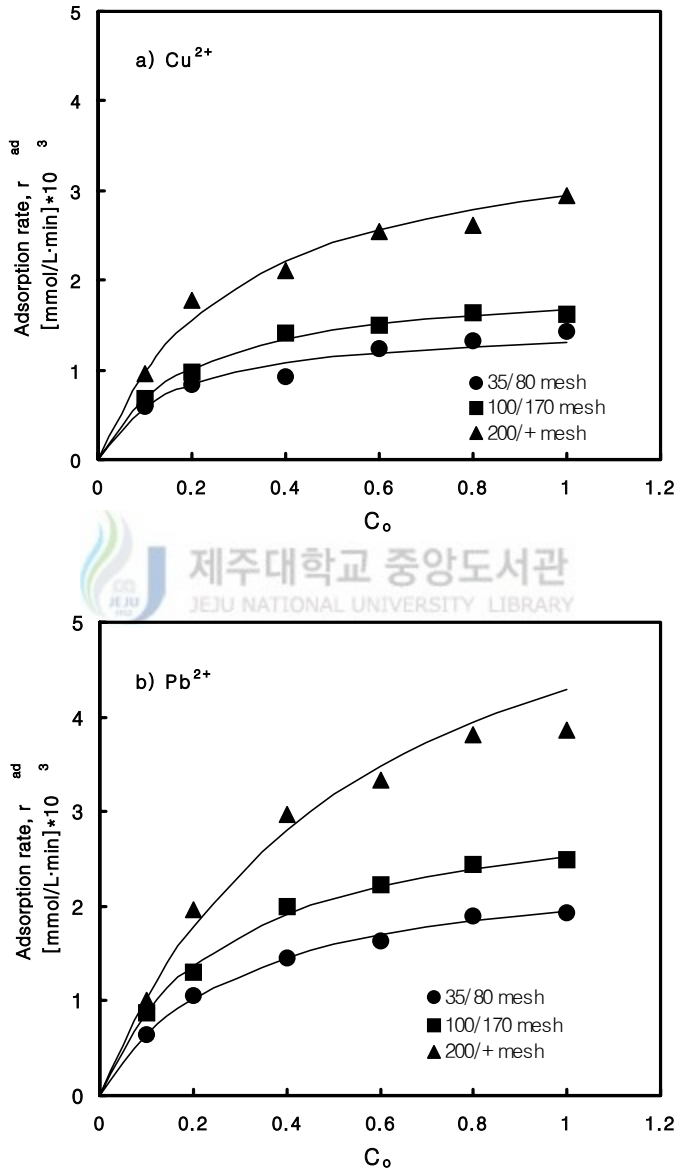 a) Cu2+
5
4
3
2
1
0
Adsorption rate, r ad
[mmol/L·min]*10 3
35/80 mesh
100/170 mesh
200/+ mesh
0 0.2 0.4 0.6 0.8 1 1.2
Co
제주대학교 중앙도서관
JEJU NATIONAL UNIVERSITY LIBRARY
JEJU
1952
b) Pb2+
5
4
3
2
1
0
Adsorption rate, r ad
[mmol/L·min]*10 3
35/80 mesh
100/170 mesh
200/+ mesh
0 0.2 0.4 0.6 0.8 1 1.2
Co